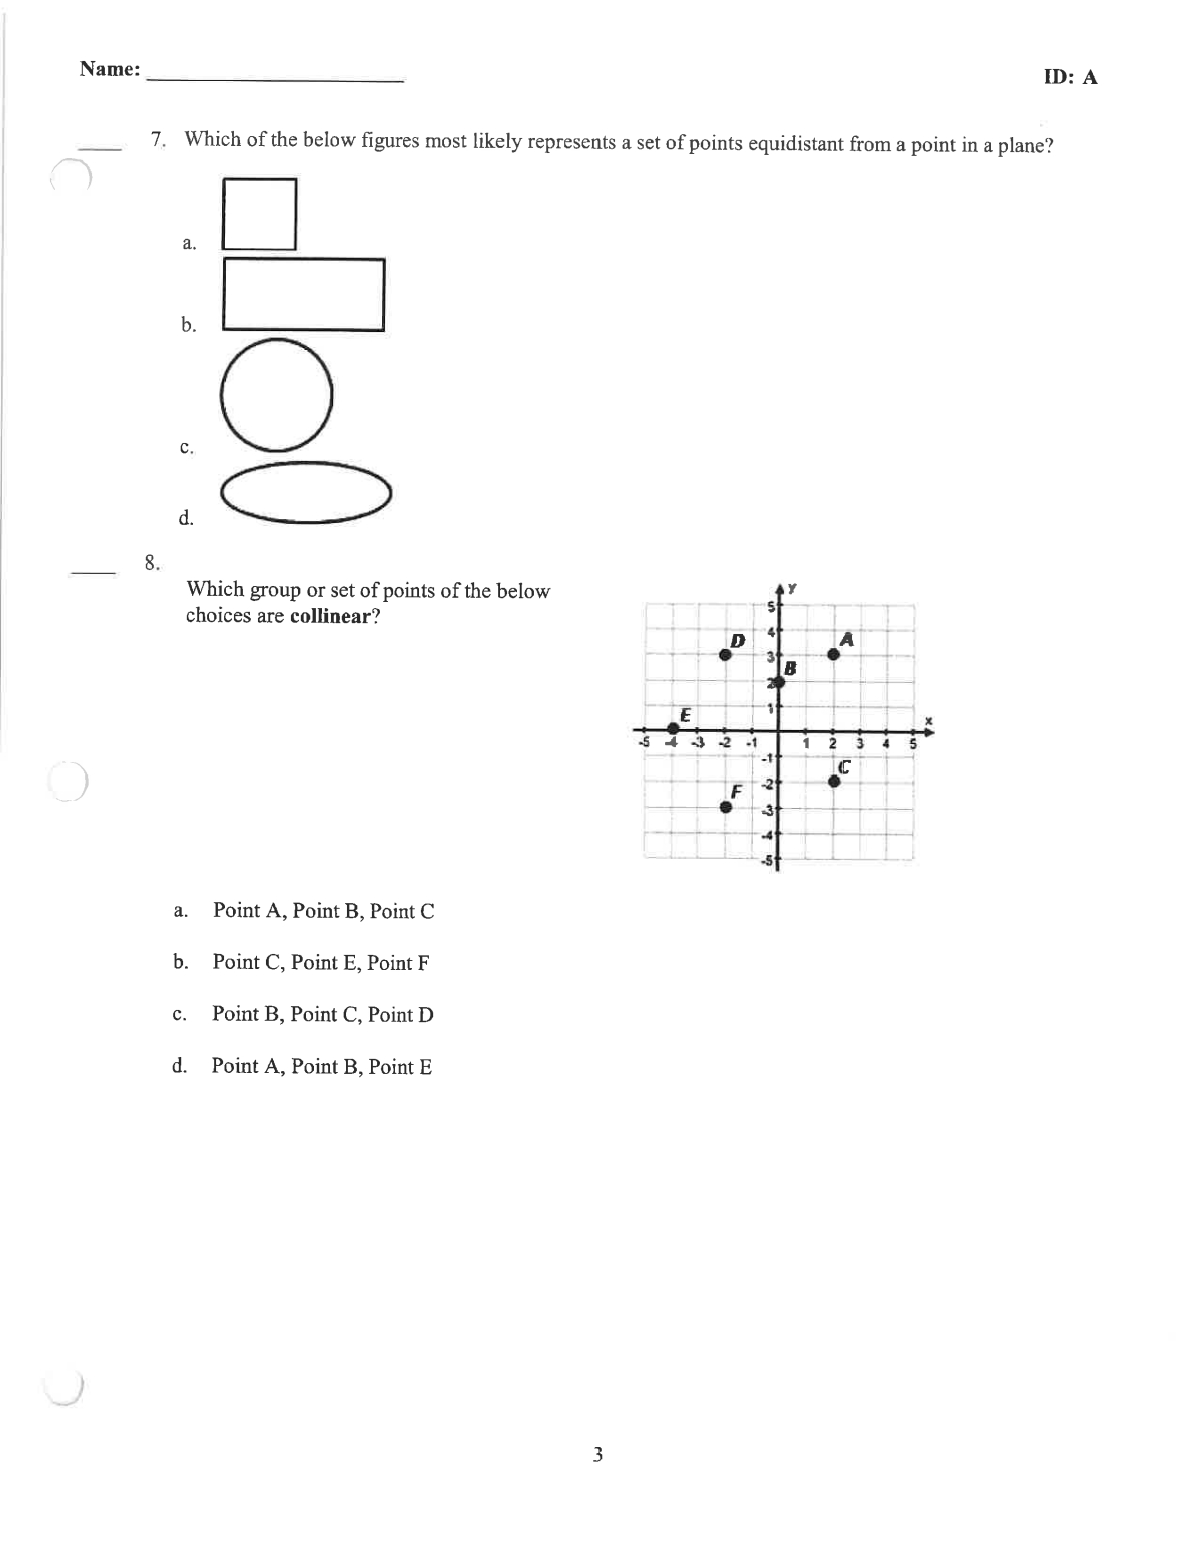 Name: ____________________
ID: A
____ 7. Which of the below figures most likely represents a set of points equidistant from a point in a plane?
a.
b.
c.
d.
____ 8.
Which group or set of points of the below
choices are collinear?
Y
5
4
3
2
1
-1
-2
-3
-4
-5
x
-5 -4 -3 -2 -1 1 2 3 4 5
D
A
B
E
C
F
a. Point A, Point B, Point C
b. Point C, Point E, Point F
c. Point B, Point C, Point D
d. Point A, Point B, Point E
3